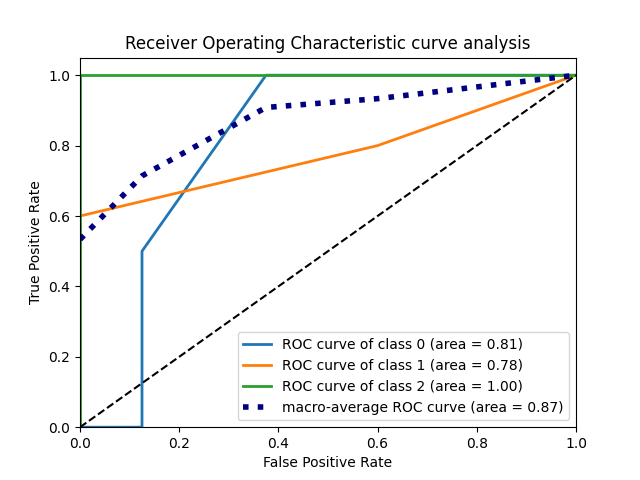 Receiver Operating Characteristic curve analysis
True Positive Rate
1.0
0.8
0.6
0.4
0.2
0.0
ROC curve of class 0 (area = 0.81)
ROC curve of class 1 (area = 0.78)
ROC curve of class 2 (area = 1.00)
macro-average ROC curve (area = 0.87)
0.0 0.2 0.4 0.6 0.8 1.0
False Positive Rate